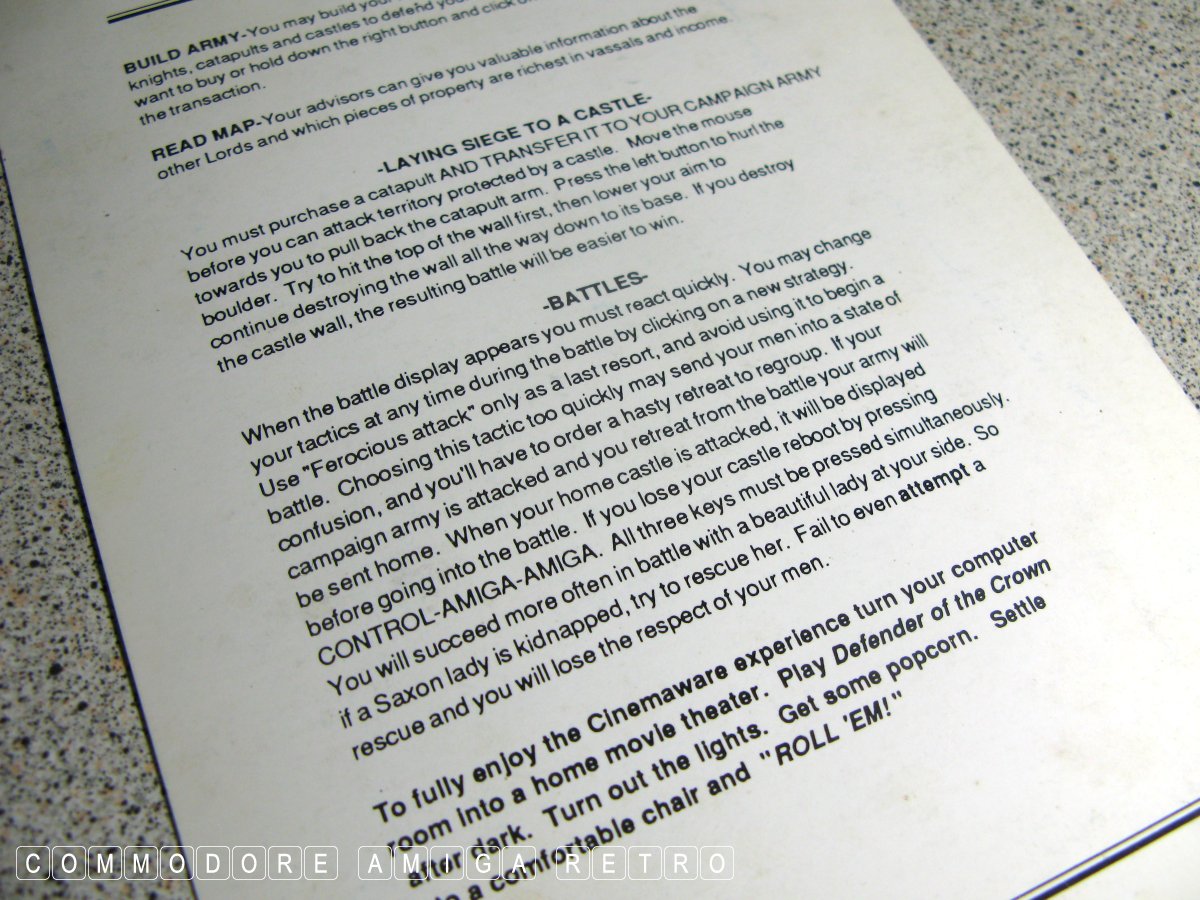 BUILD ARMY-You may build your
knights, catapults and castles to defend you
want to buy or hold down the right button and click on
the transaction.
READ MAP-Your advisors can give you valuable information about the
other Lords and which pieces of property are richest in vassals and income.
-LAYING SIEGE TO A CASTLE-
You must purchase a catapult AND TRANSFER IT TO YOUR CAMPAIGN ARMY
before you can attack territory protected by a castle. Move the mouse
towards you to pull back the catapult arm. Press the left button to hurl the
boulder. Try to hit the top of the wall first, then lower your aim to
continue destroying the wall all the way down to its base. If you destroy
the castle wall, the resulting battle will be easier to win.
-BATTLES-
When the battle display appears you must react quickly. You may change
your tactics at any time during the battle by clicking on a new strategy.
Use "Ferocious attack" only as a last resort, and avoid using it to begin a
battle. Choosing this tactic too quickly may send your men into a state of
confusion, and you'll have to order a hasty retreat to regroup. If your
campaign army is attacked and you retreat from the battle your army will
be sent home. When your home castle is attacked, it will be displayed
before going into the battle. If you lose your castle reboot by pressing
CONTROL-AMIGA-AMIGA. All three keys must be pressed simultaneously.
You will succeed more often in battle with a beautiful lady at your side. So
if a Saxon lady is kidnapped, try to rescue her. Fail to even attempt a
rescue and you will lose the respect of your men.
To fully enjoy the Cinemaware experience turn your computer
room into a home movie theater. Play Defender of the Crown
after dark. Turn out the lights. Get some popcorn. Settle
to a comfortable chair and "ROLL 'EM!"
COMMODORE AMIGA RETRO